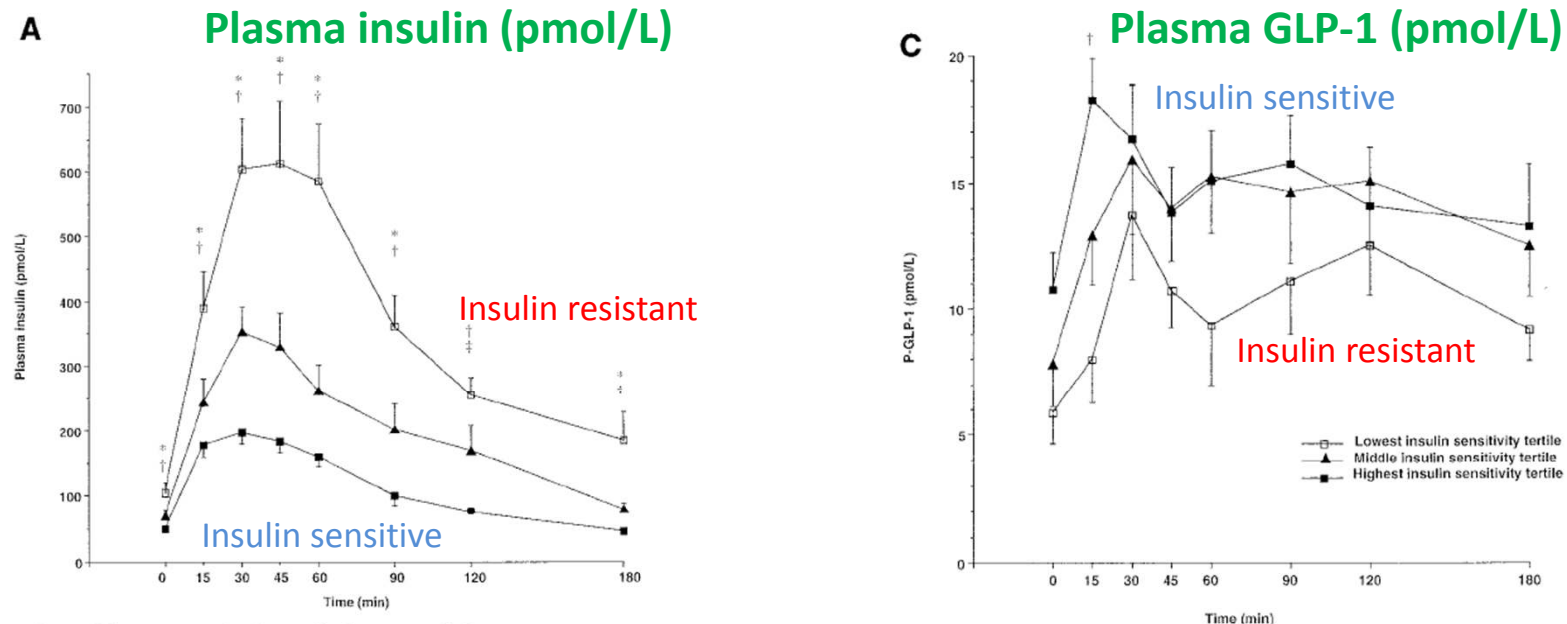 A
Plasma insulin (pmol/L)
* * *
† † †
700
600
500
400
300
200
100
0
Plasma insulin (pmol/L)
*
†
*
†
*
†
†
‡
*
Insulin resistant
Insulin sensitive
0 15 30 45 60 90 120 180
Time (min)
C
Plasma GLP-1 (pmol/L)
†
20
15
10
5
0
P-GLP-1 (pmol/L)
Insulin sensitive
Insulin resistant
Lowest insulin sensitivity tertile
Middle insulin sensitivity tertile
Highest insulin sensitivity tertile
0 15 30 45 60 90 120 180
Time (min)